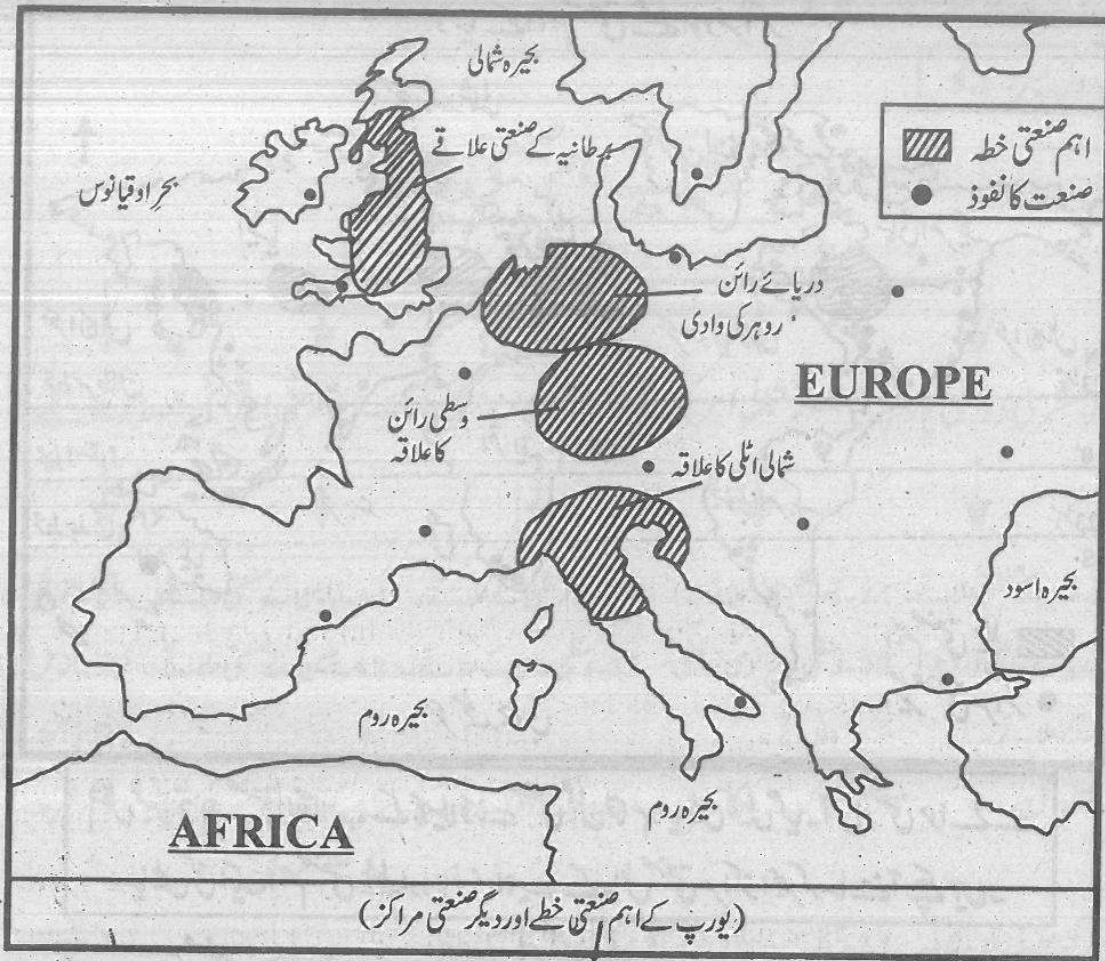 بحیرہ شمالی
اہم صنعتی خطہ
صنعت کا نفوذ
برطانیہ کے صنعتی علاقے
بحرِ اوقیانوس
دریائے رائن
روہر کی وادی
EUROPE
وسطی رائن
کا علاقہ
شمالی اٹلی کا علاقہ
بحیرہ اسود
بحیرہ روم
بحیرہ روم
AFRICA
(یورپ کے اہم صنعتی خطے اور دیگر صنعتی مراکز)